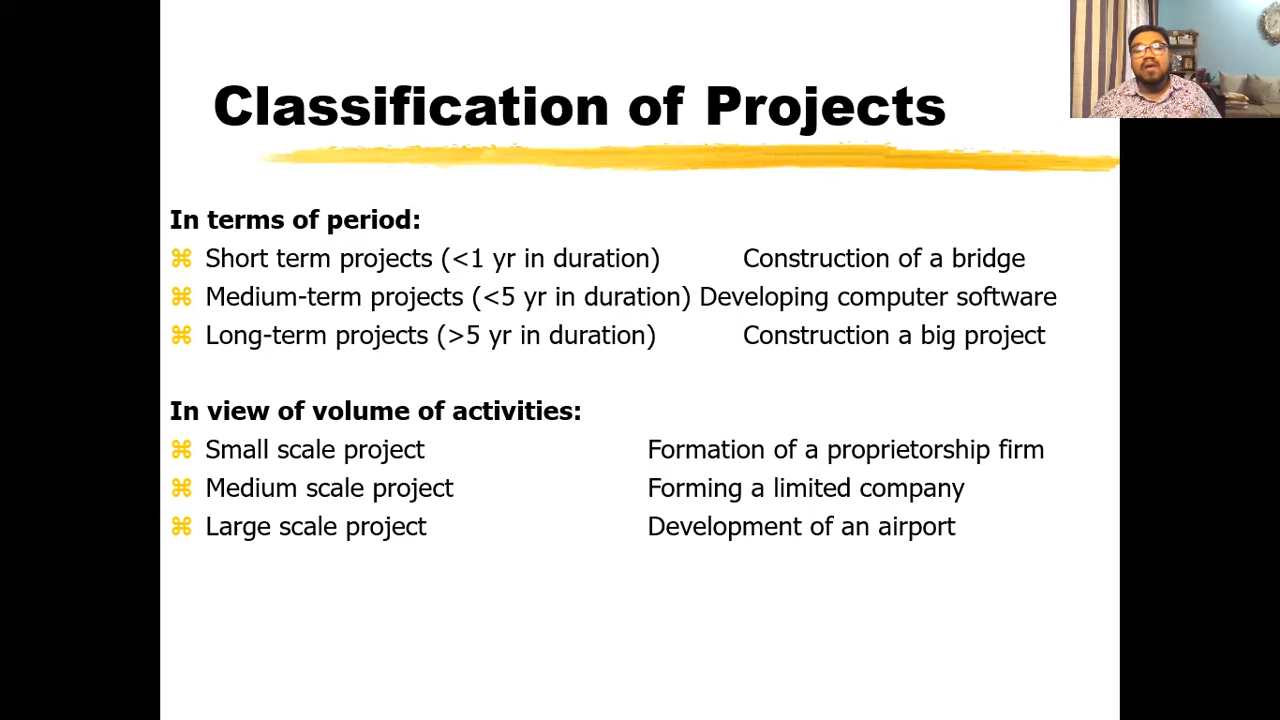 Classification of Projects
In terms of period:
⌘ Short term projects (<1 yr in duration) Construction of a bridge
⌘ Medium-term projects (<5 yr in duration) Developing computer software
⌘ Long-term projects (>5 yr in duration) Construction a big project
In view of volume of activities:
⌘ Small scale project Formation of a proprietorship firm
⌘ Medium scale project Forming a limited company
⌘ Large scale project Development of an airport